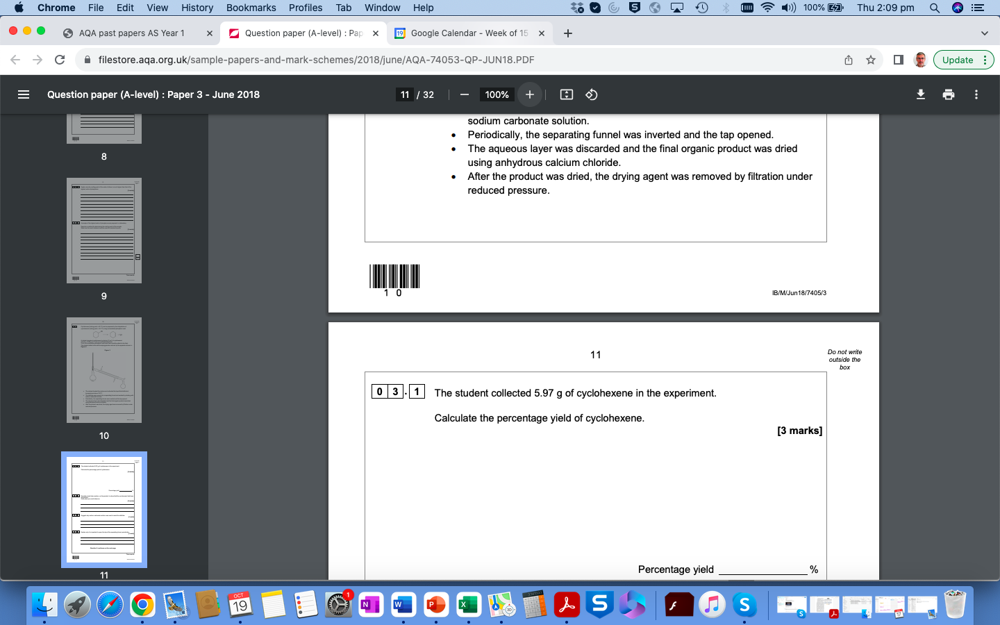 Chrome File Edit View History Bookmarks Profiles Tab Window Help
100% Thu 2:09 pm
AQA past papers AS Year 1
Question paper (A-level) : Pap
Google Calendar - Week of 15
filestore.aqa.org.uk/sample-papers-and-mark-schemes/2018/june/AQA-74053-QP-JUN18.PDF
Update
Question paper (A-level) : Paper 3 - June 2018
11 / 32
100%
8
9
10
11
sodium carbonate solution.
• Periodically, the separating funnel was inverted and the tap opened.
• The aqueous layer was discarded and the final organic product was dried
using anhydrous calcium chloride.
• After the product was dried, the drying agent was removed by filtration under
reduced pressure.
1 0
IB/M/Jun18/7405/3
11
Do not write
outside the
box
0 3 . 1 The student collected 5.97 g of cyclohexene in the experiment.
Calculate the percentage yield of cyclohexene.
[3 marks]
Percentage yield ________________ %
OCT
19
1